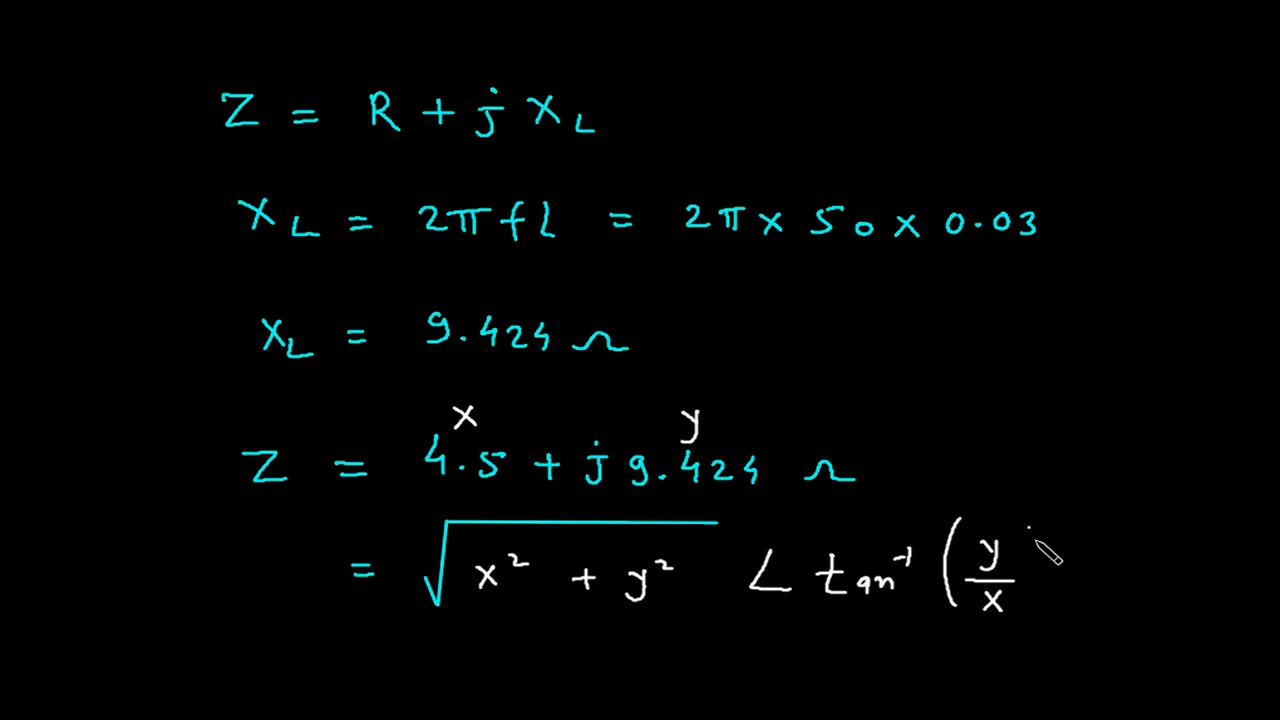 Z = R + j X_L
X_L = 2πfL = 2π × 50 × 0.03
X_L = 9.424 Ω
x y
Z = 4.5 + j 9.424 Ω
= √(x² + y²) ∠ tan⁻¹ (y/x